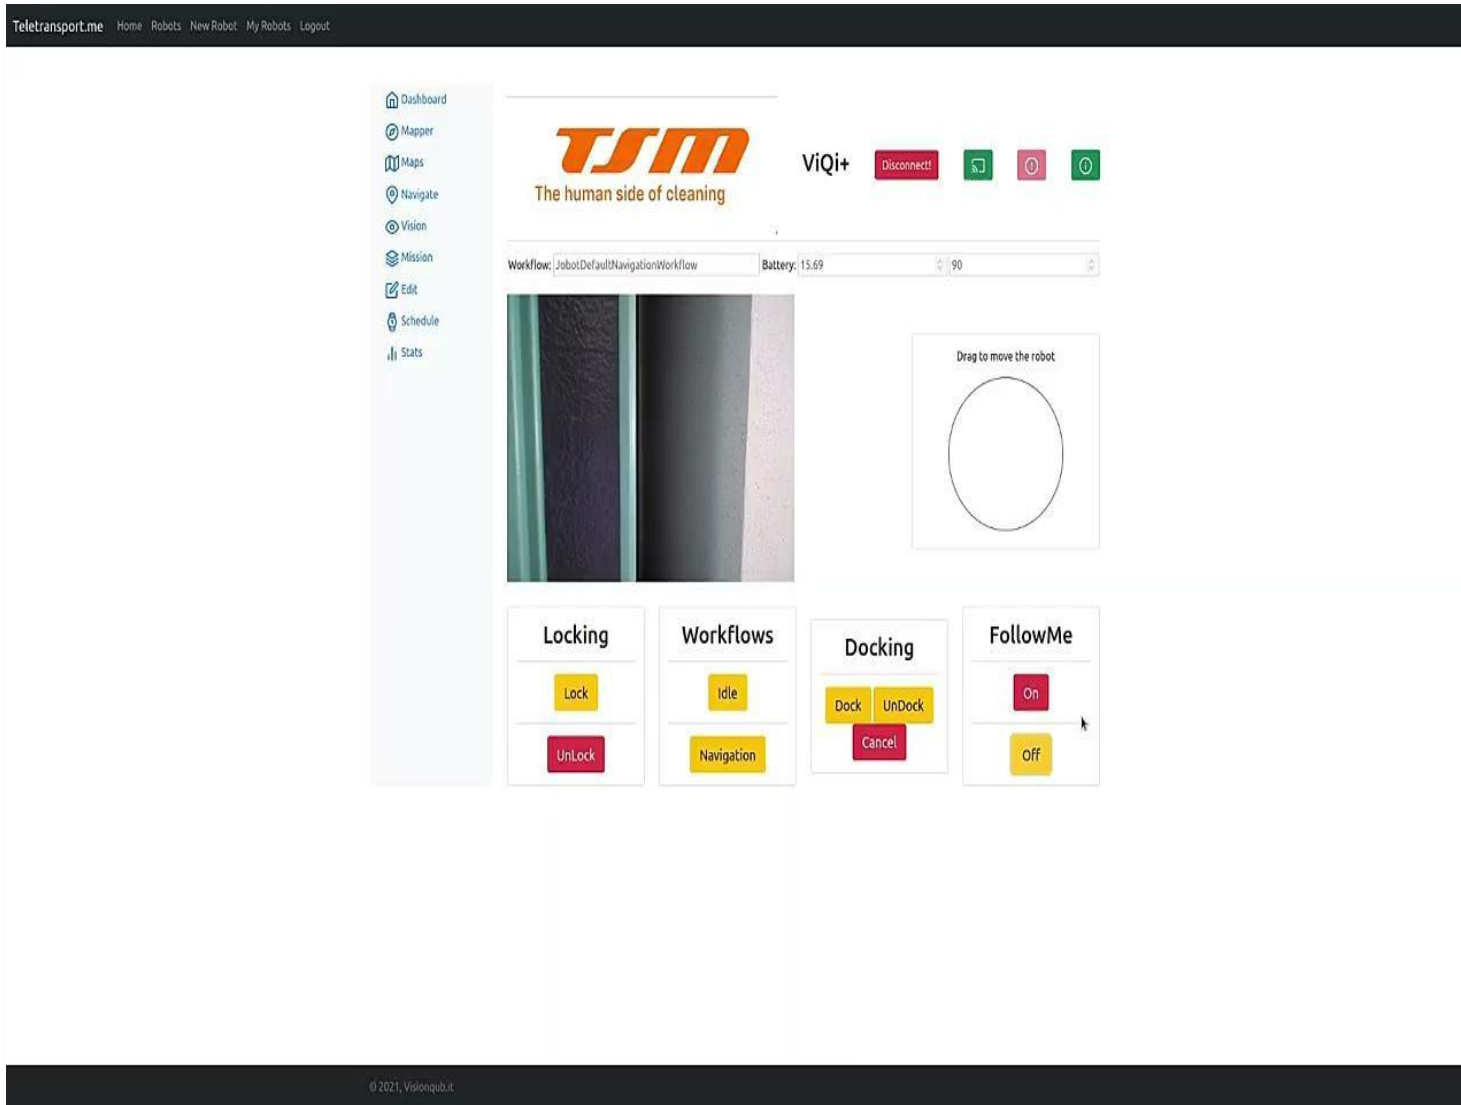 Teletransport.me Home Robots New Robot My Robots Logout
Dashboard
Mapper
Maps
Navigate
Vision
Mission
Edit
Schedule
Stats
TSM
The human side of cleaning
ViQi+ Disconnect!
Workflow: JobotDefaultNavigationWorkflow Battery: 15.69 90
Drag to move the robot
Locking
Lock
UnLock
Workflows
Idle
Navigation
Docking
Dock UnDock
Cancel
FollowMe
On
Off
© 2021, Visionqub.it